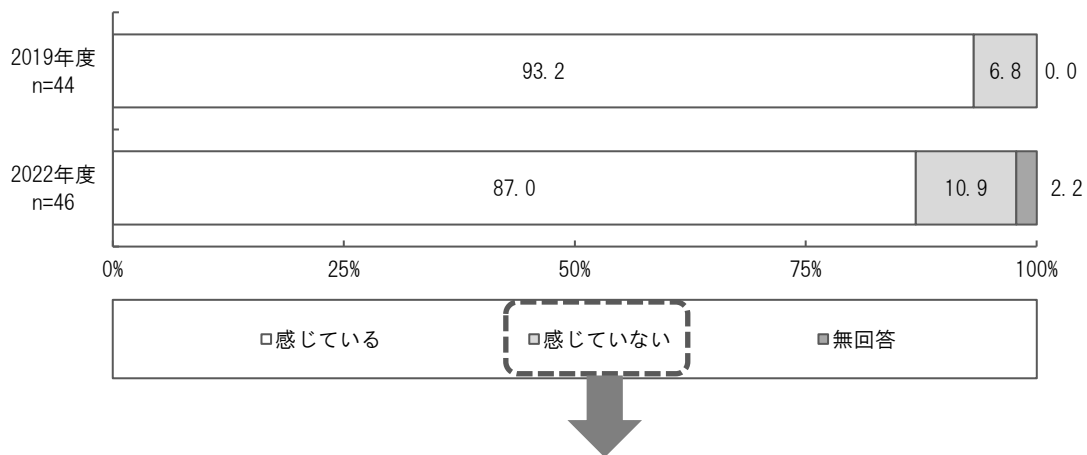 2019年度
n=44
93.2
6.8
0.0
2022年度
n=46
87.0
10.9
2.2
0%
25%
50%
75%
100%
□感じている
□感じていない
■無回答